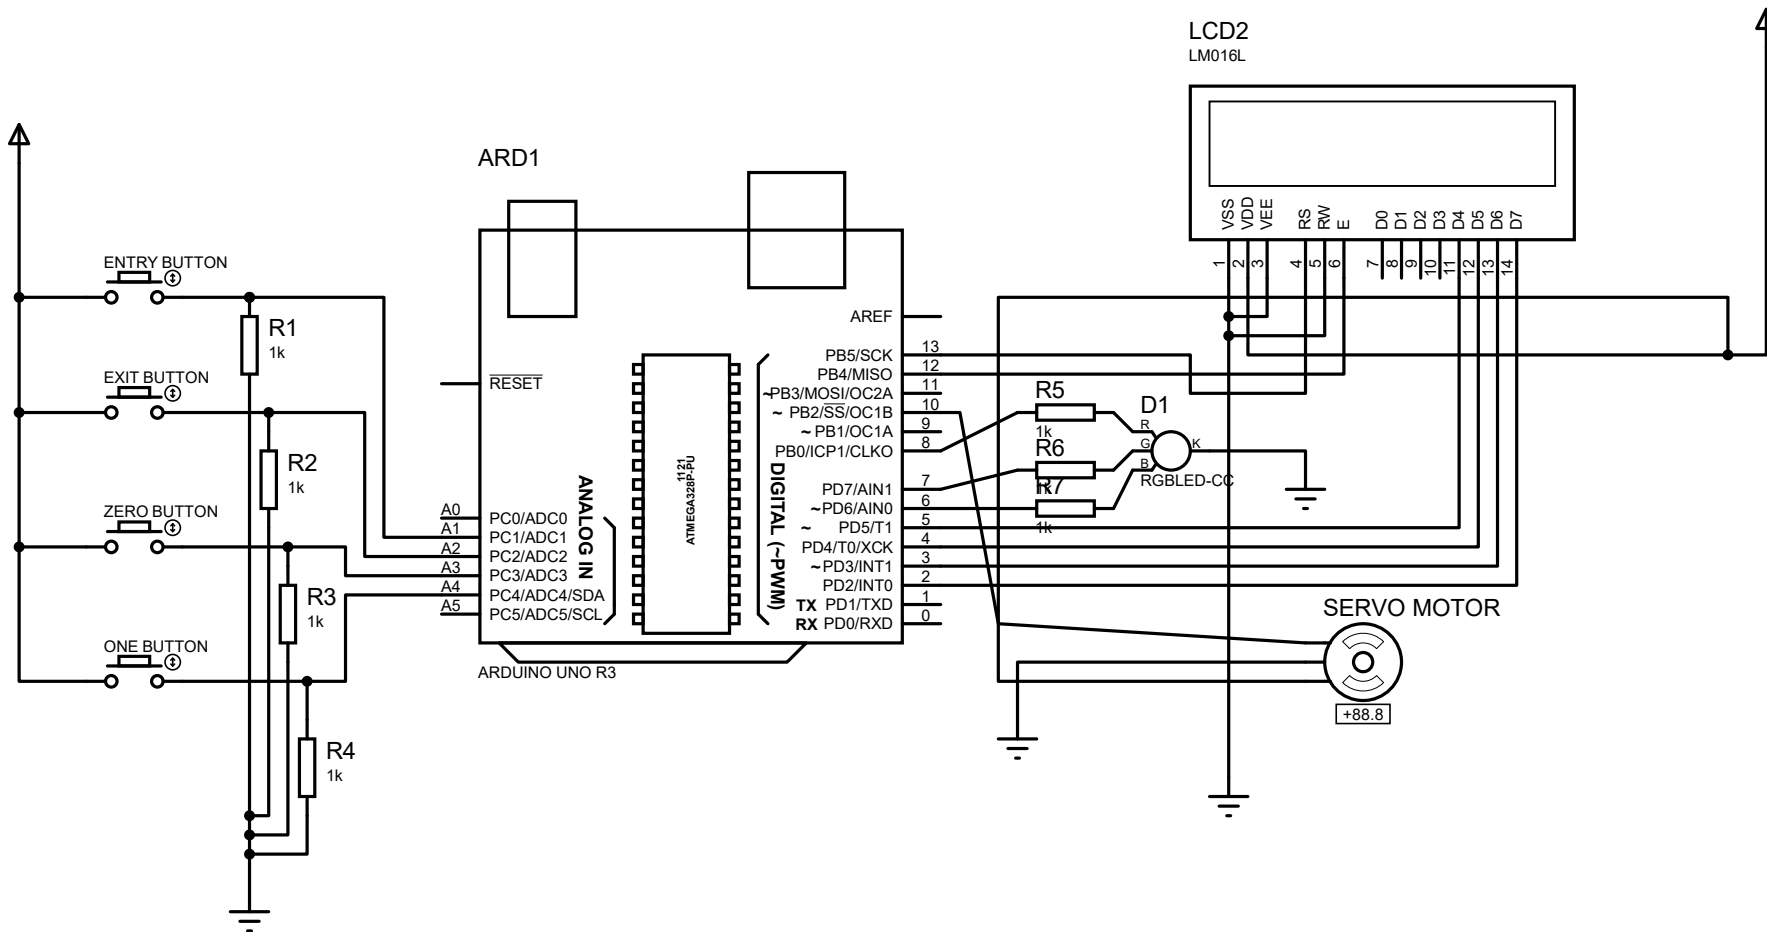 LCD2
LM016L
VSS
VDD
VEE
RS
RW
E
D0
D1
D2
D3
D4
D5
D6
D7
1
2
3
4
5
6
7
8
9
10
11
12
13
14
ARD1
ENTRY BUTTON
R1
1k
EXIT BUTTON
R2
1k
ZERO BUTTON
R3
1k
ONE BUTTON
R4
1k
RESET
AREF
PB5/SCK 13
PB4/MISO 12
~PB3/MOSI/OC2A 11
~ PB2/SS/OC1B 10
~ PB1/OC1A 9
PB0/ICP1/CLKO 8
PD7/AIN1 7
~PD6/AIN0 6
~ PD5/T1 5
PD4/T0/XCK 4
~PD3/INT1 3
PD2/INT0 2
TX PD1/TXD 1
RX PD0/RXD 0
DIGITAL (~PWM)
1121
ATMEGA328P-PU
ANALOG IN
A0 PC0/ADC0
A1 PC1/ADC1
A2 PC2/ADC2
A3 PC3/ADC3
A4 PC4/ADC4/SDA
A5 PC5/ADC5/SCL
ARDUINO UNO R3
R5
1k
R6
1k
R7
1k
D1
R
G
B
K
RGBLED-CC
SERVO MOTOR
+88.8